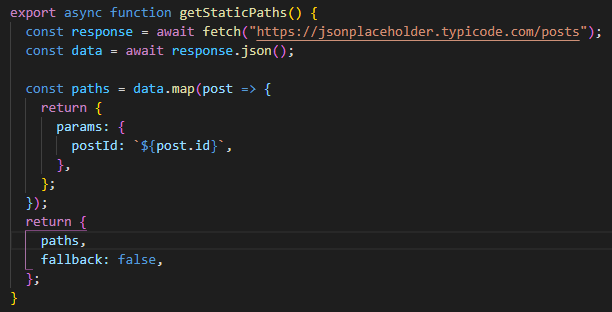 export async function getStaticPaths() {
  const response = await fetch("https://jsonplaceholder.typicode.com/posts");
  const data = await response.json();

  const paths = data.map(post => {
    return {
      params: {
        postId: `${post.id}`,
      },
    };
  });
  return {
    paths,
    fallback: false,
  };
}